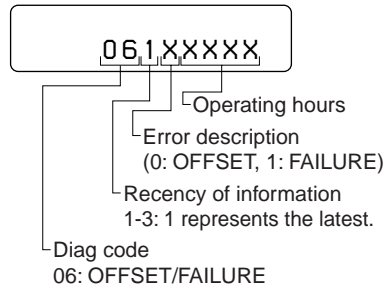 061XXXXX
Operating hours
Error description
(0: OFFSET, 1: FAILURE)
Recency of information
1-3: 1 represents the latest.
Diag code
06: OFFSET/FAILURE